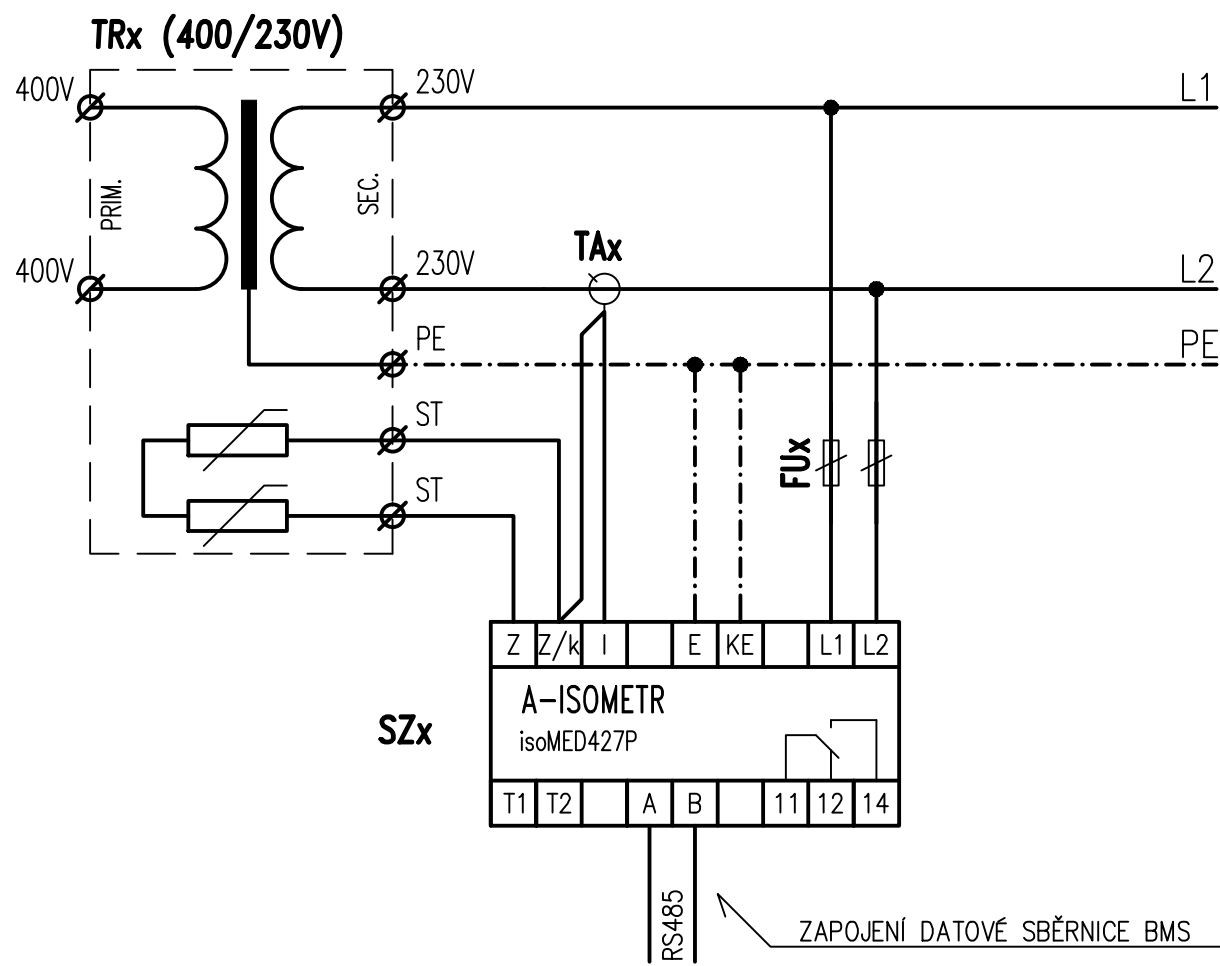 TRx (400/230V)
400V
230V
L1
PRIM.
SEC.
TAx
400V
230V
L2
PE
PE
ST
FUx
ST
Z Z/k I E KE L1 L2
A-ISOMETR
SZx
isoMED427P
T1 T2 A B 11 12 14
RS485
ZAPOJENÍ DATOVÉ SBĚRNICE BMS